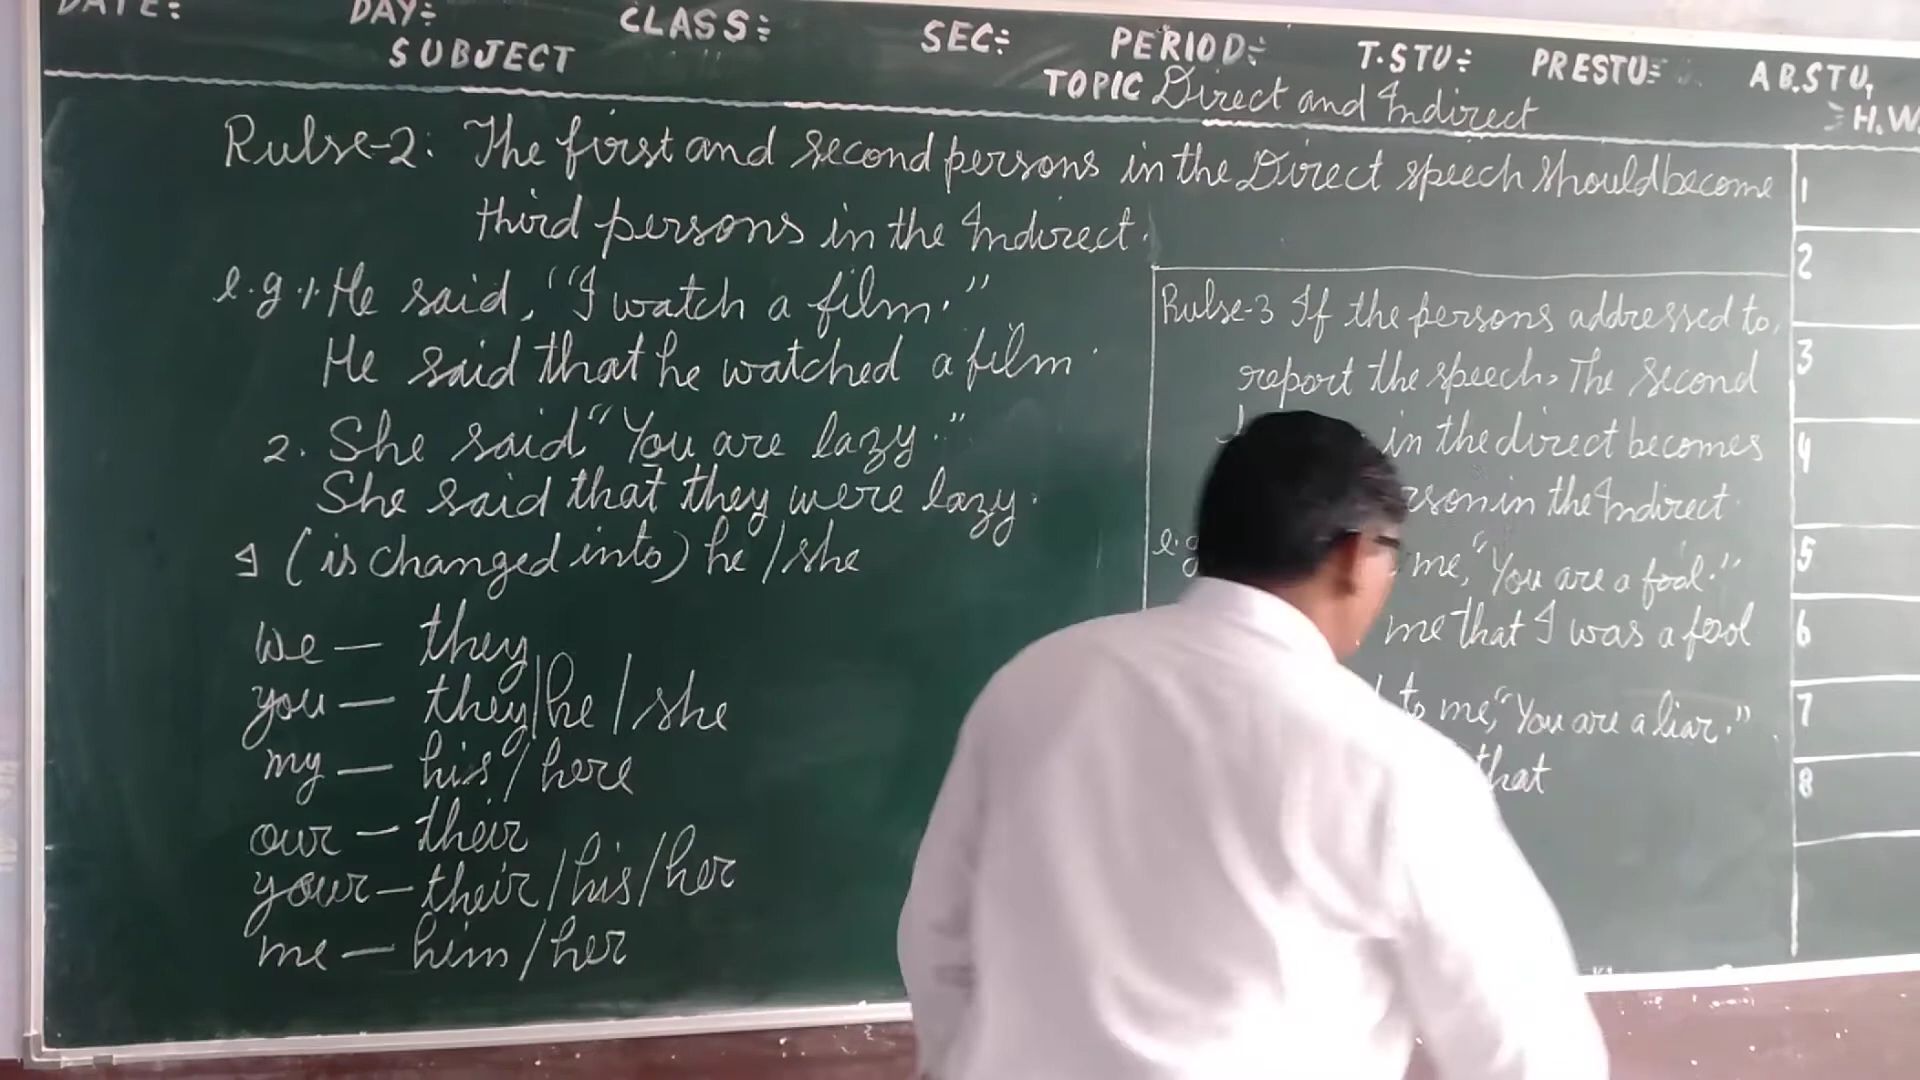 DATE:
DAY:
CLASS:
SEC:
PERIOD:
T.STU:
PRESTU:
AB.STU,
SUBJECT
TOPIC Direct and Indirect
H.W
Rulse-2: The first and second persons in the Direct speech should become
third persons in the Indirect.
e.g 1. He said, "I watch a film."
He said that he watched a film.
2. She said "You are lazy."
She said that they were lazy.
I (is changed into) he/she
we — they
you — they/he/she
my — his/here
our — their
your — their/his/her
me — him/her
Rulse-3 If the persons addressed to,
report the speech, The second
in the direct becomes
in the Indirect.
e.g me, "You are a fool."
me that I was a fool
to me, "You are a liar."
that
1
2
3
4
5
6
7
8